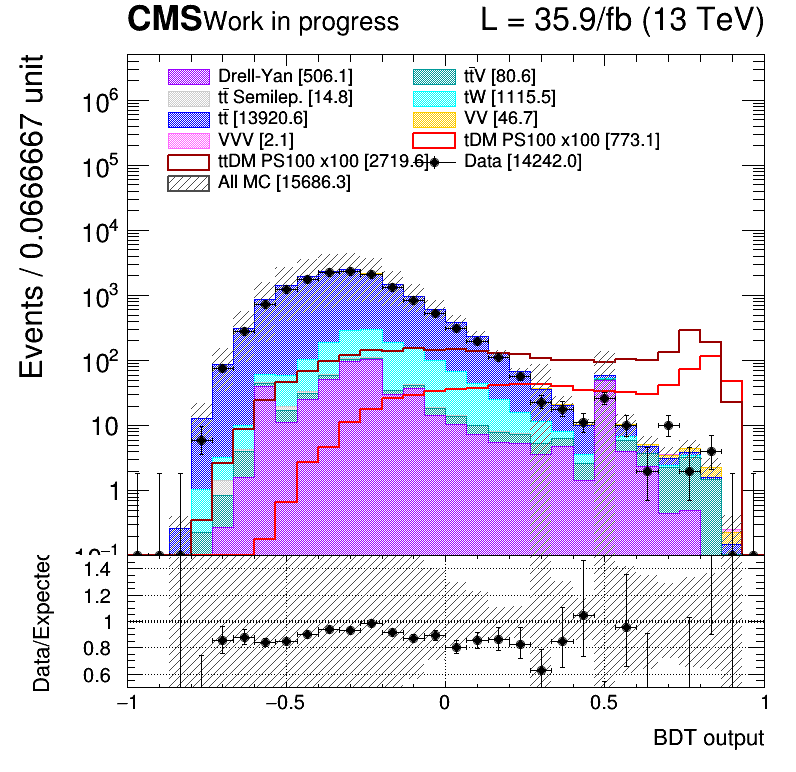 CMS Work in progress L = 35.9/fb (13 TeV)
Events / 0.0666667 unit
Drell-Yan [506.1] tt̄V [80.6]
tt̄ Semilep. [14.8] tW [1115.5]
tt̄ [13920.6] VV [46.7]
VVV [2.1] tDM PS100 x100 [773.1]
ttDM PS100 x100 [2719.6] Data [14242.0]
All MC [15686.3]
10⁶
10⁵
10⁴
10³
10²
10
1
10⁻¹
Data/Expected
1.4
1.2
1
0.8
0.6
−1 −0.5 0 0.5 1
BDT output